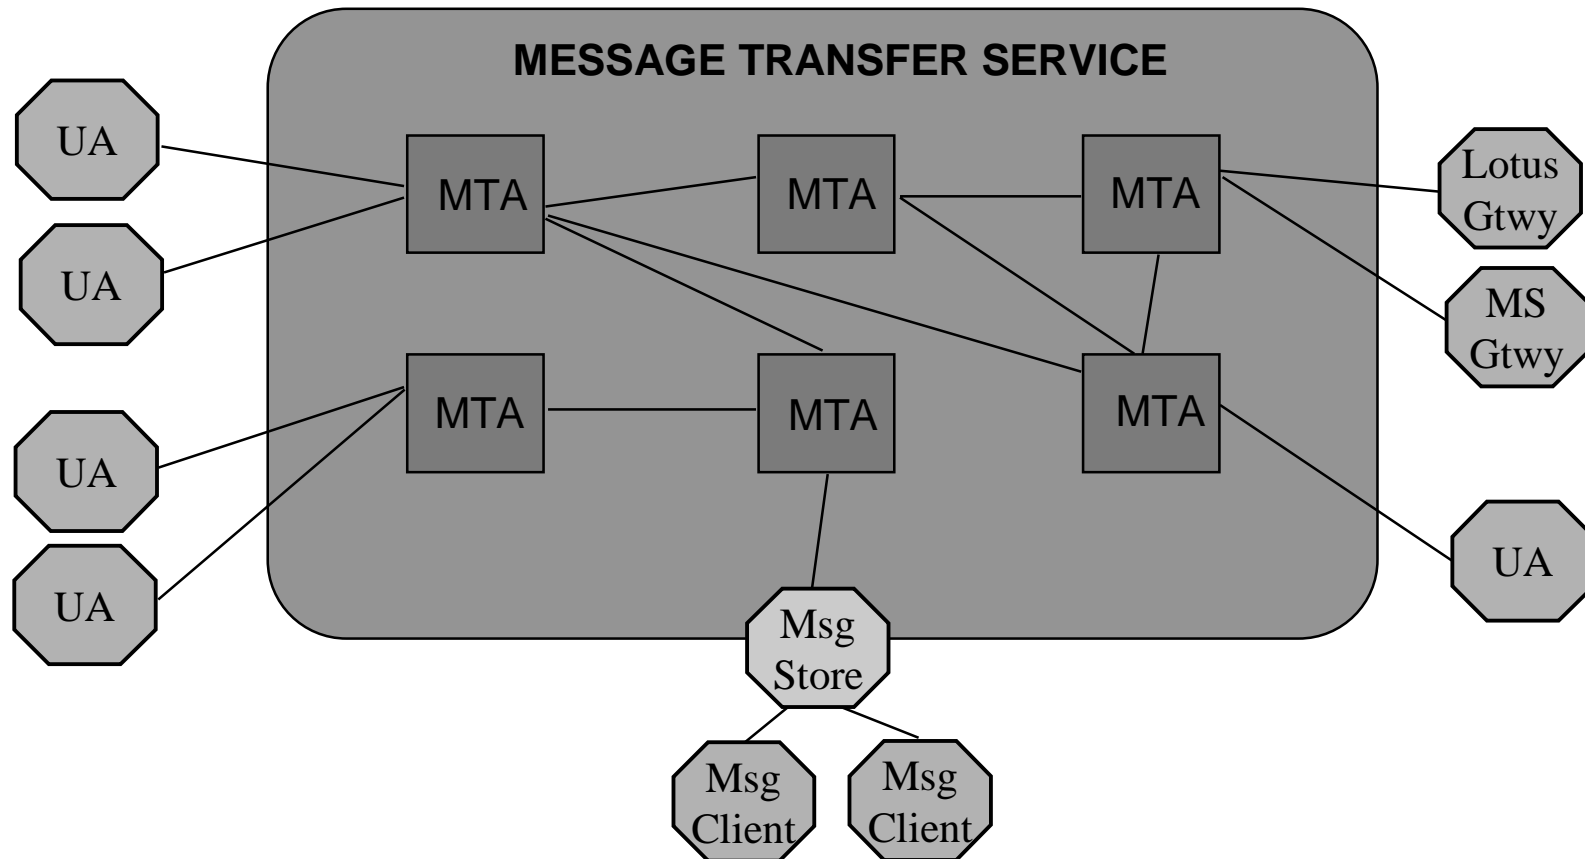 MESSAGE TRANSFER SERVICE
UA
MTA
MTA
MTA
Lotus
Gtwy
UA
MS
Gtwy
UA
MTA
MTA
MTA
UA
UA
Msg
Store
Msg
Client
Msg
Client